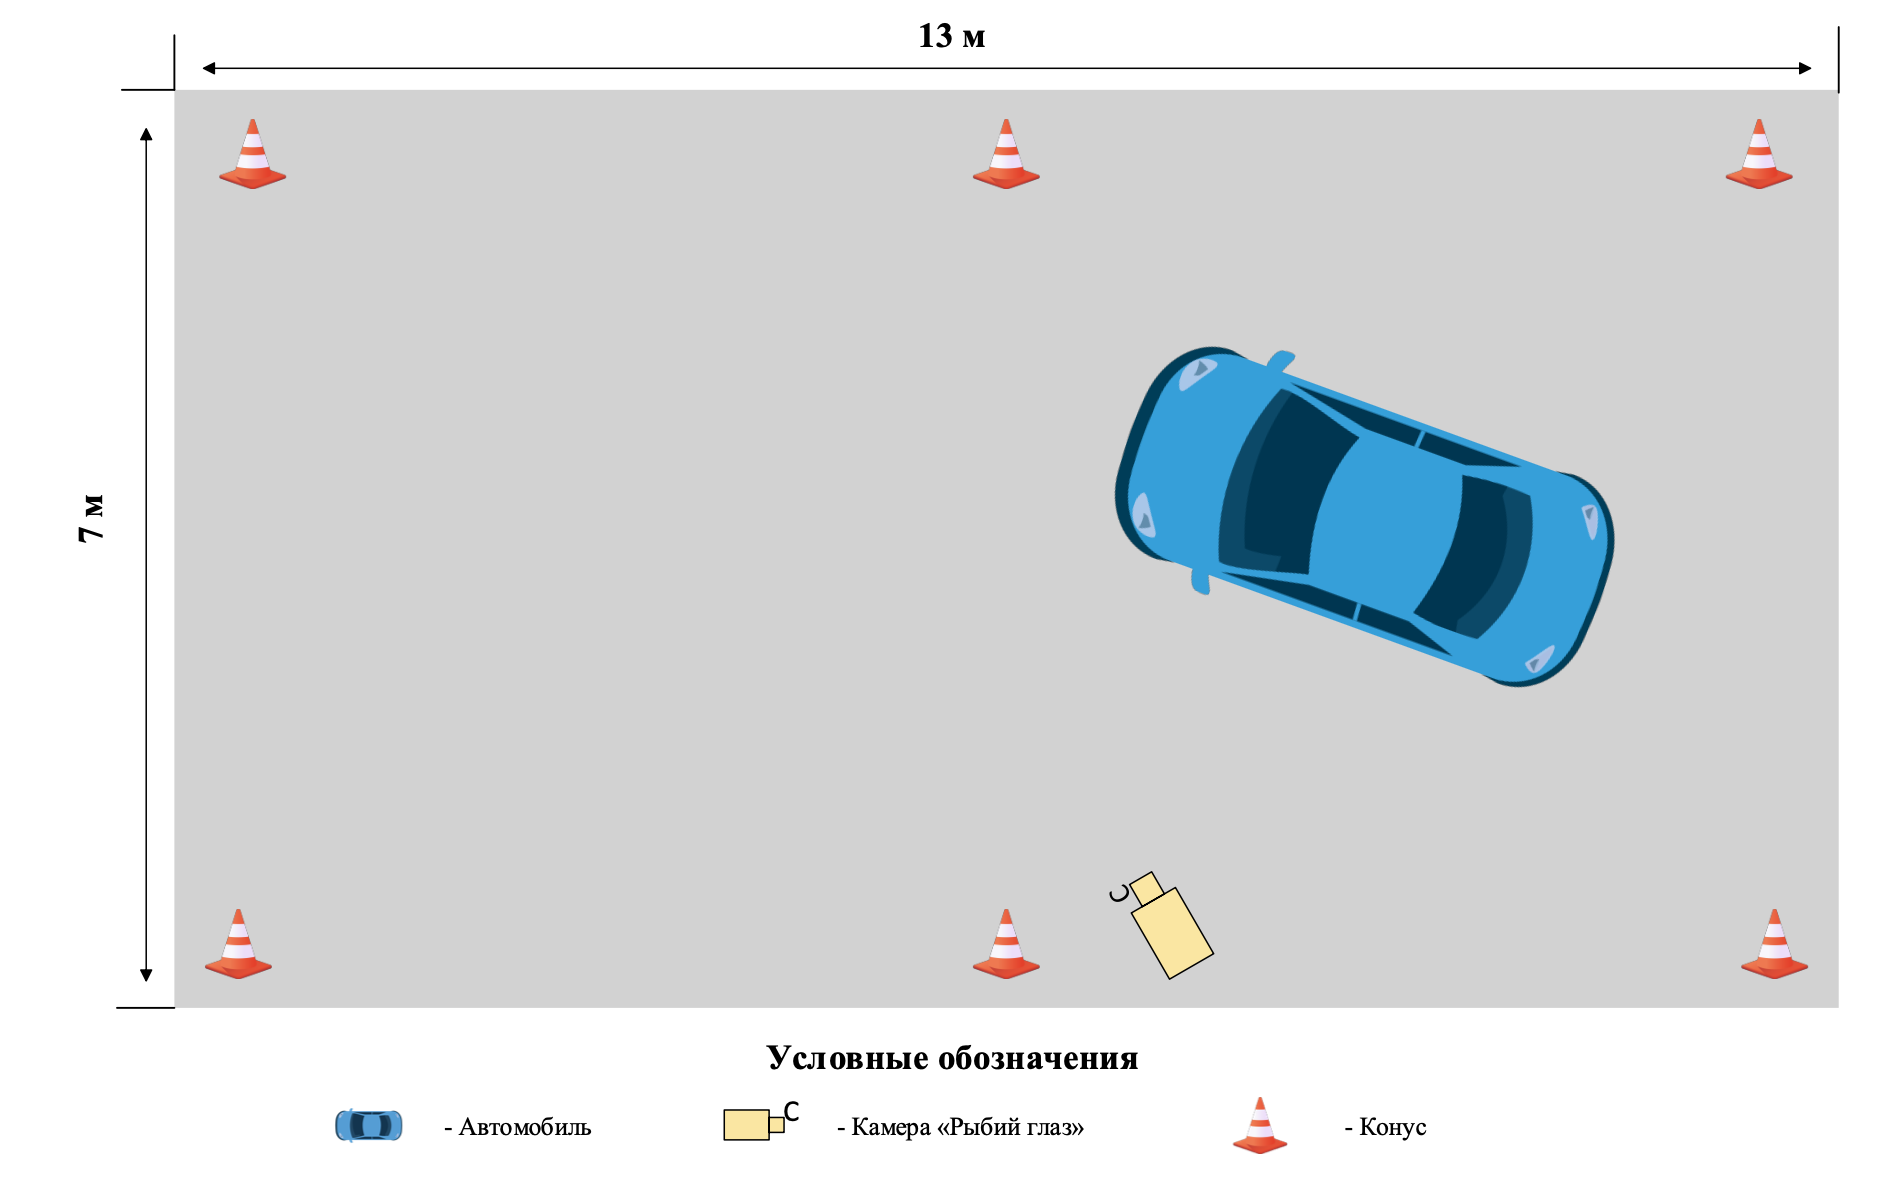 13 м
7 м
Условные обозначения
C
- Автомобиль
C
- Камера «Рыбий глаз»
- Конус